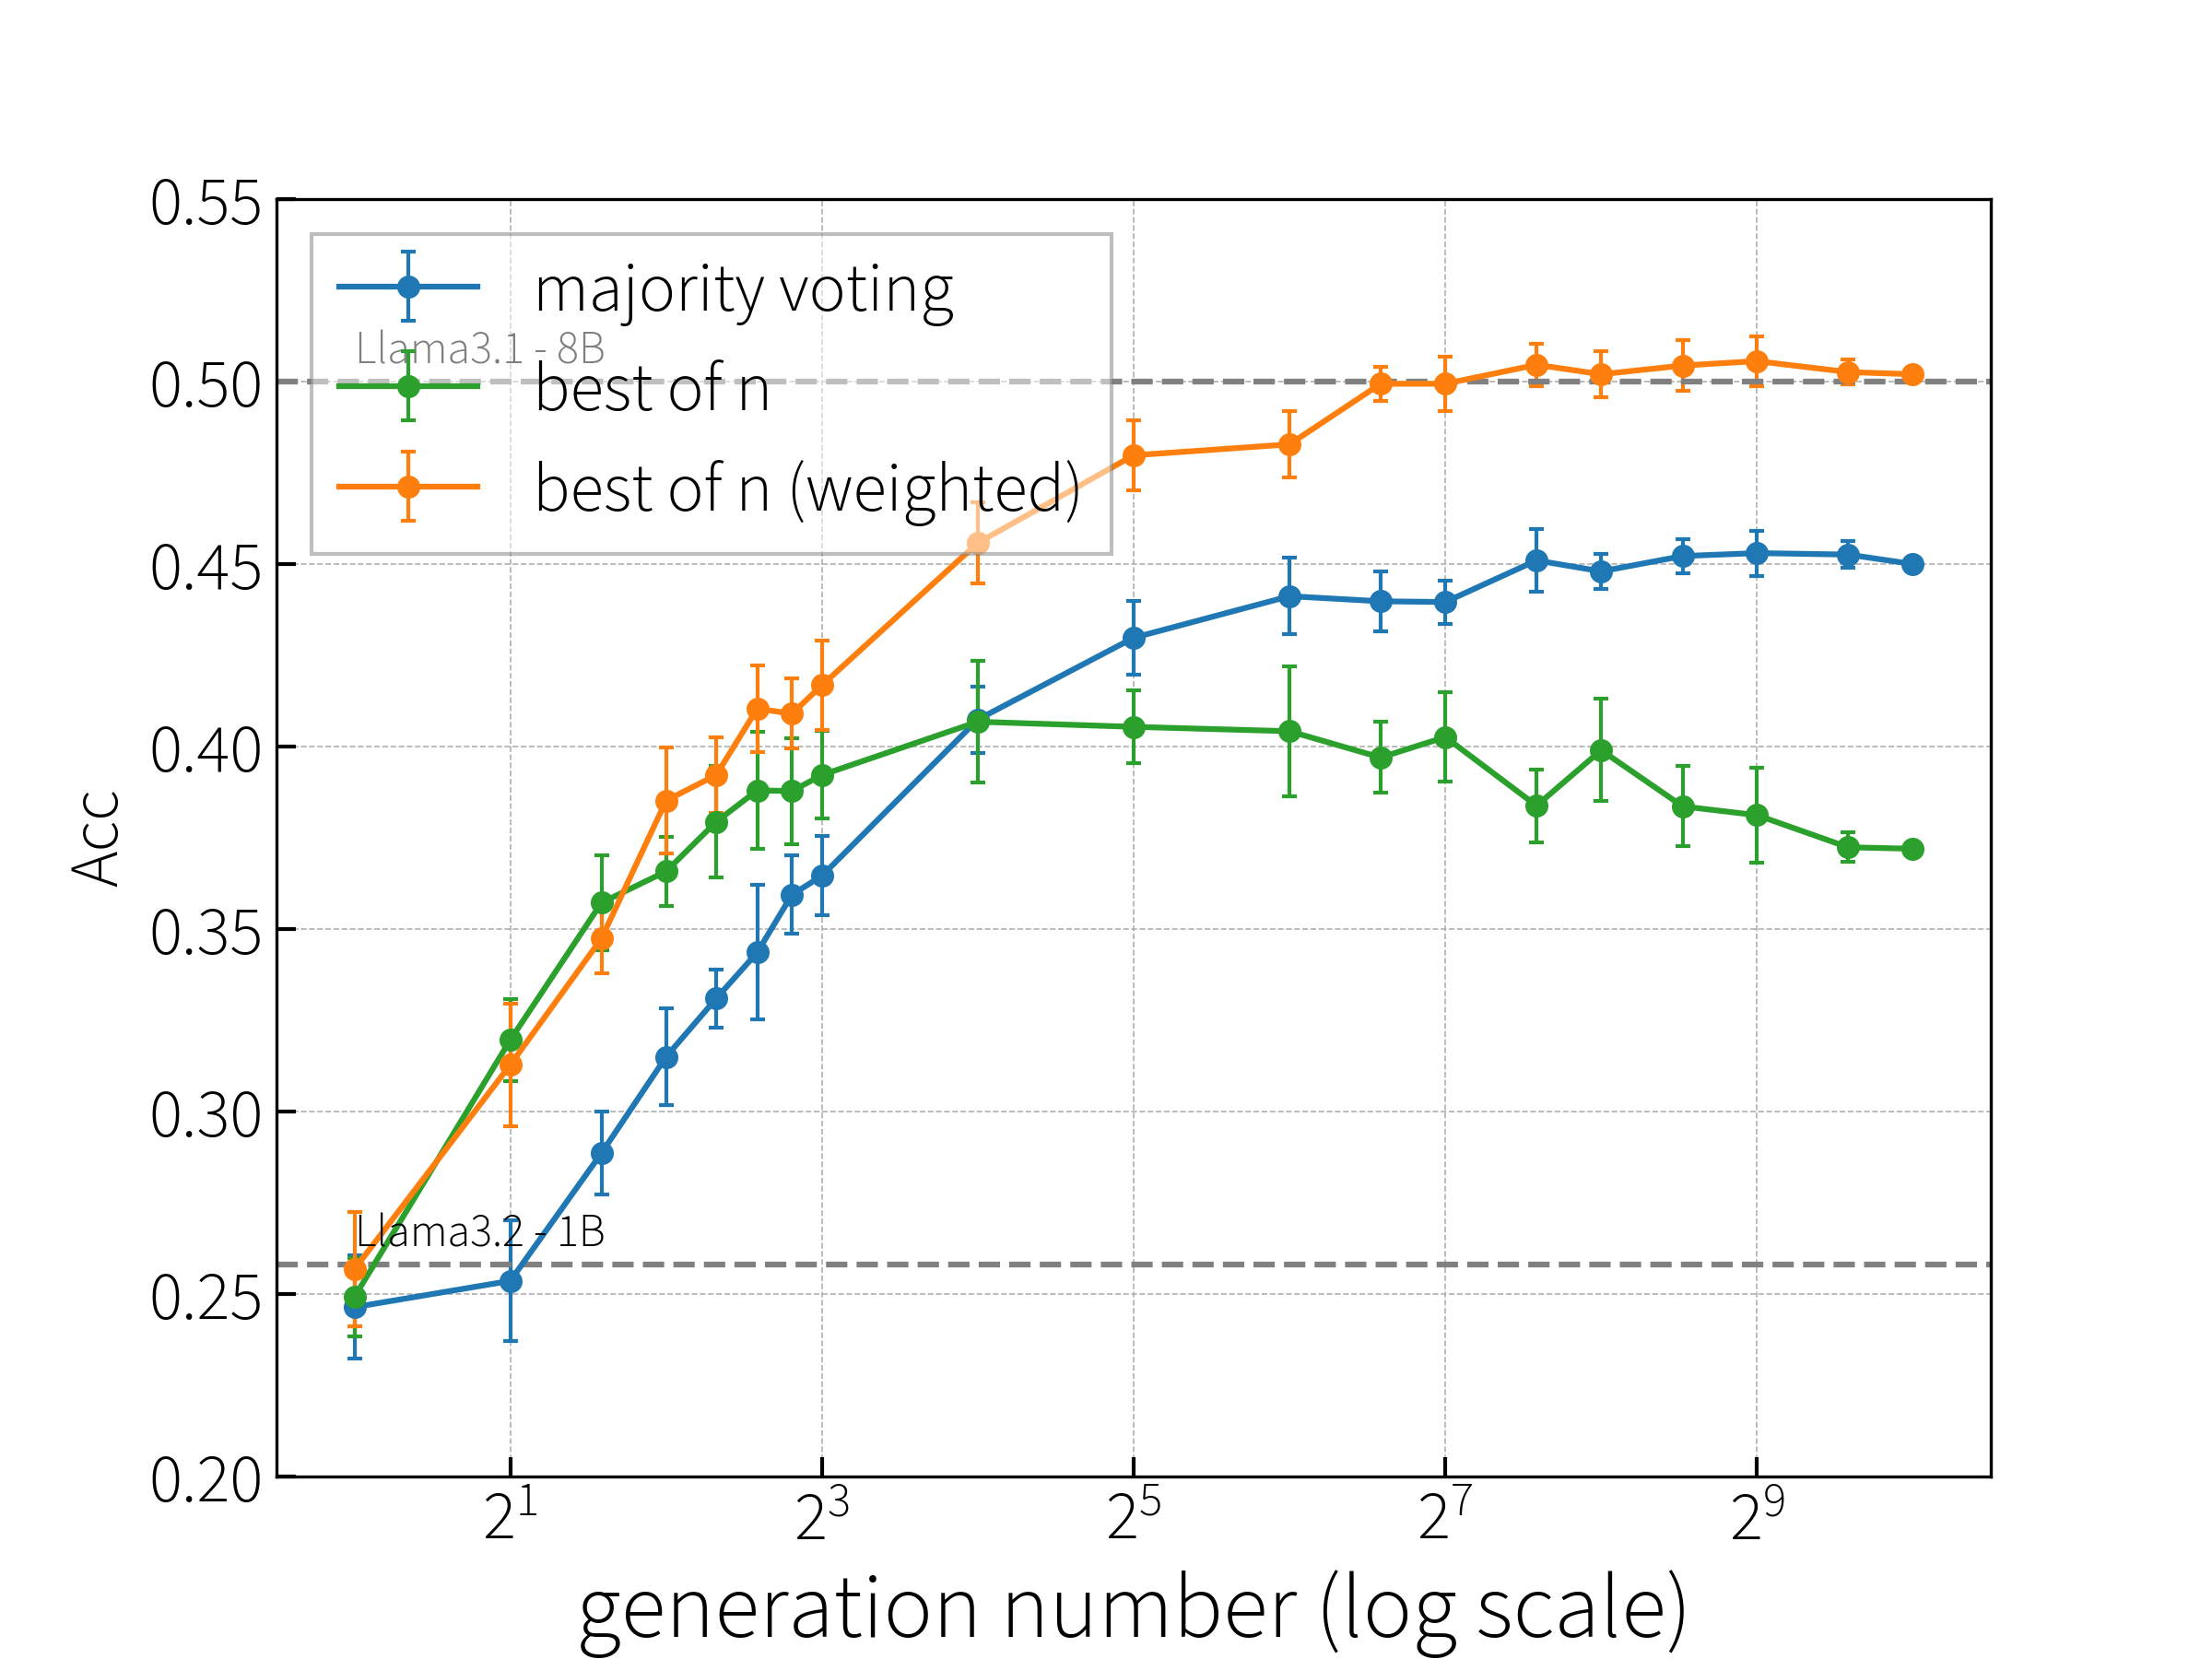 0.55
majority voting
Llama3.1 - 8B
best of n
0.50
best of n (weighted)
0.45
0.40
Acc
0.35
0.30
Llama3.2 - 1B
0.25
0.20
2^1 2^3 2^5 2^7 2^9
generation number (log scale)